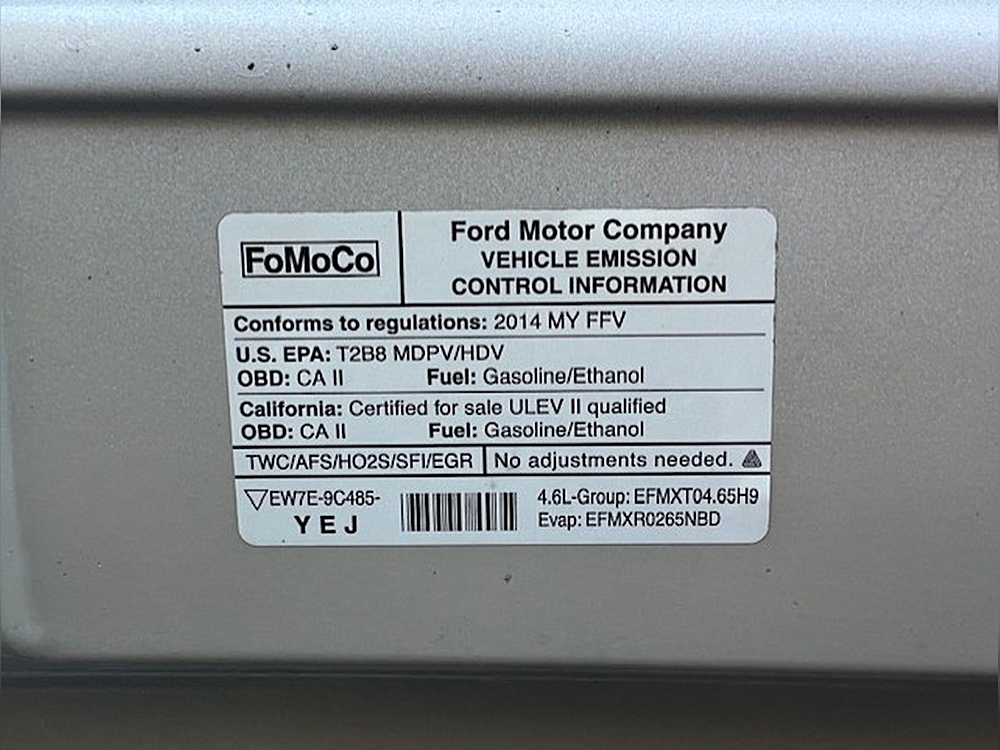 FoMoCo
Ford Motor Company
VEHICLE EMISSION
CONTROL INFORMATION
Conforms to regulations: 2014 MY FFV
U.S. EPA: T2B8 MDPV/HDV
OBD: CA II Fuel: Gasoline/Ethanol
California: Certified for sale ULEV II qualified
OBD: CA II Fuel: Gasoline/Ethanol
TWC/AFS/HO2S/SFI/EGR No adjustments needed.
EW7E-9C485-
YEJ
4.6L-Group: EFMXT04.65H9
Evap: EFMXR0265NBD